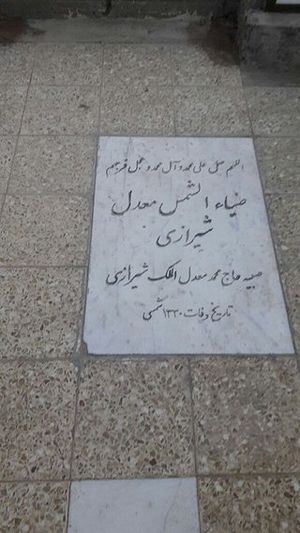 اللهم صل علی محمد و آل محمد و عجل فرجهم
ضیاء الشمس معدل
شیرازی
صبیه حاج محمد معدل الملک شیرازی
تاریخ وفات ۱۳۲۰ شمسی